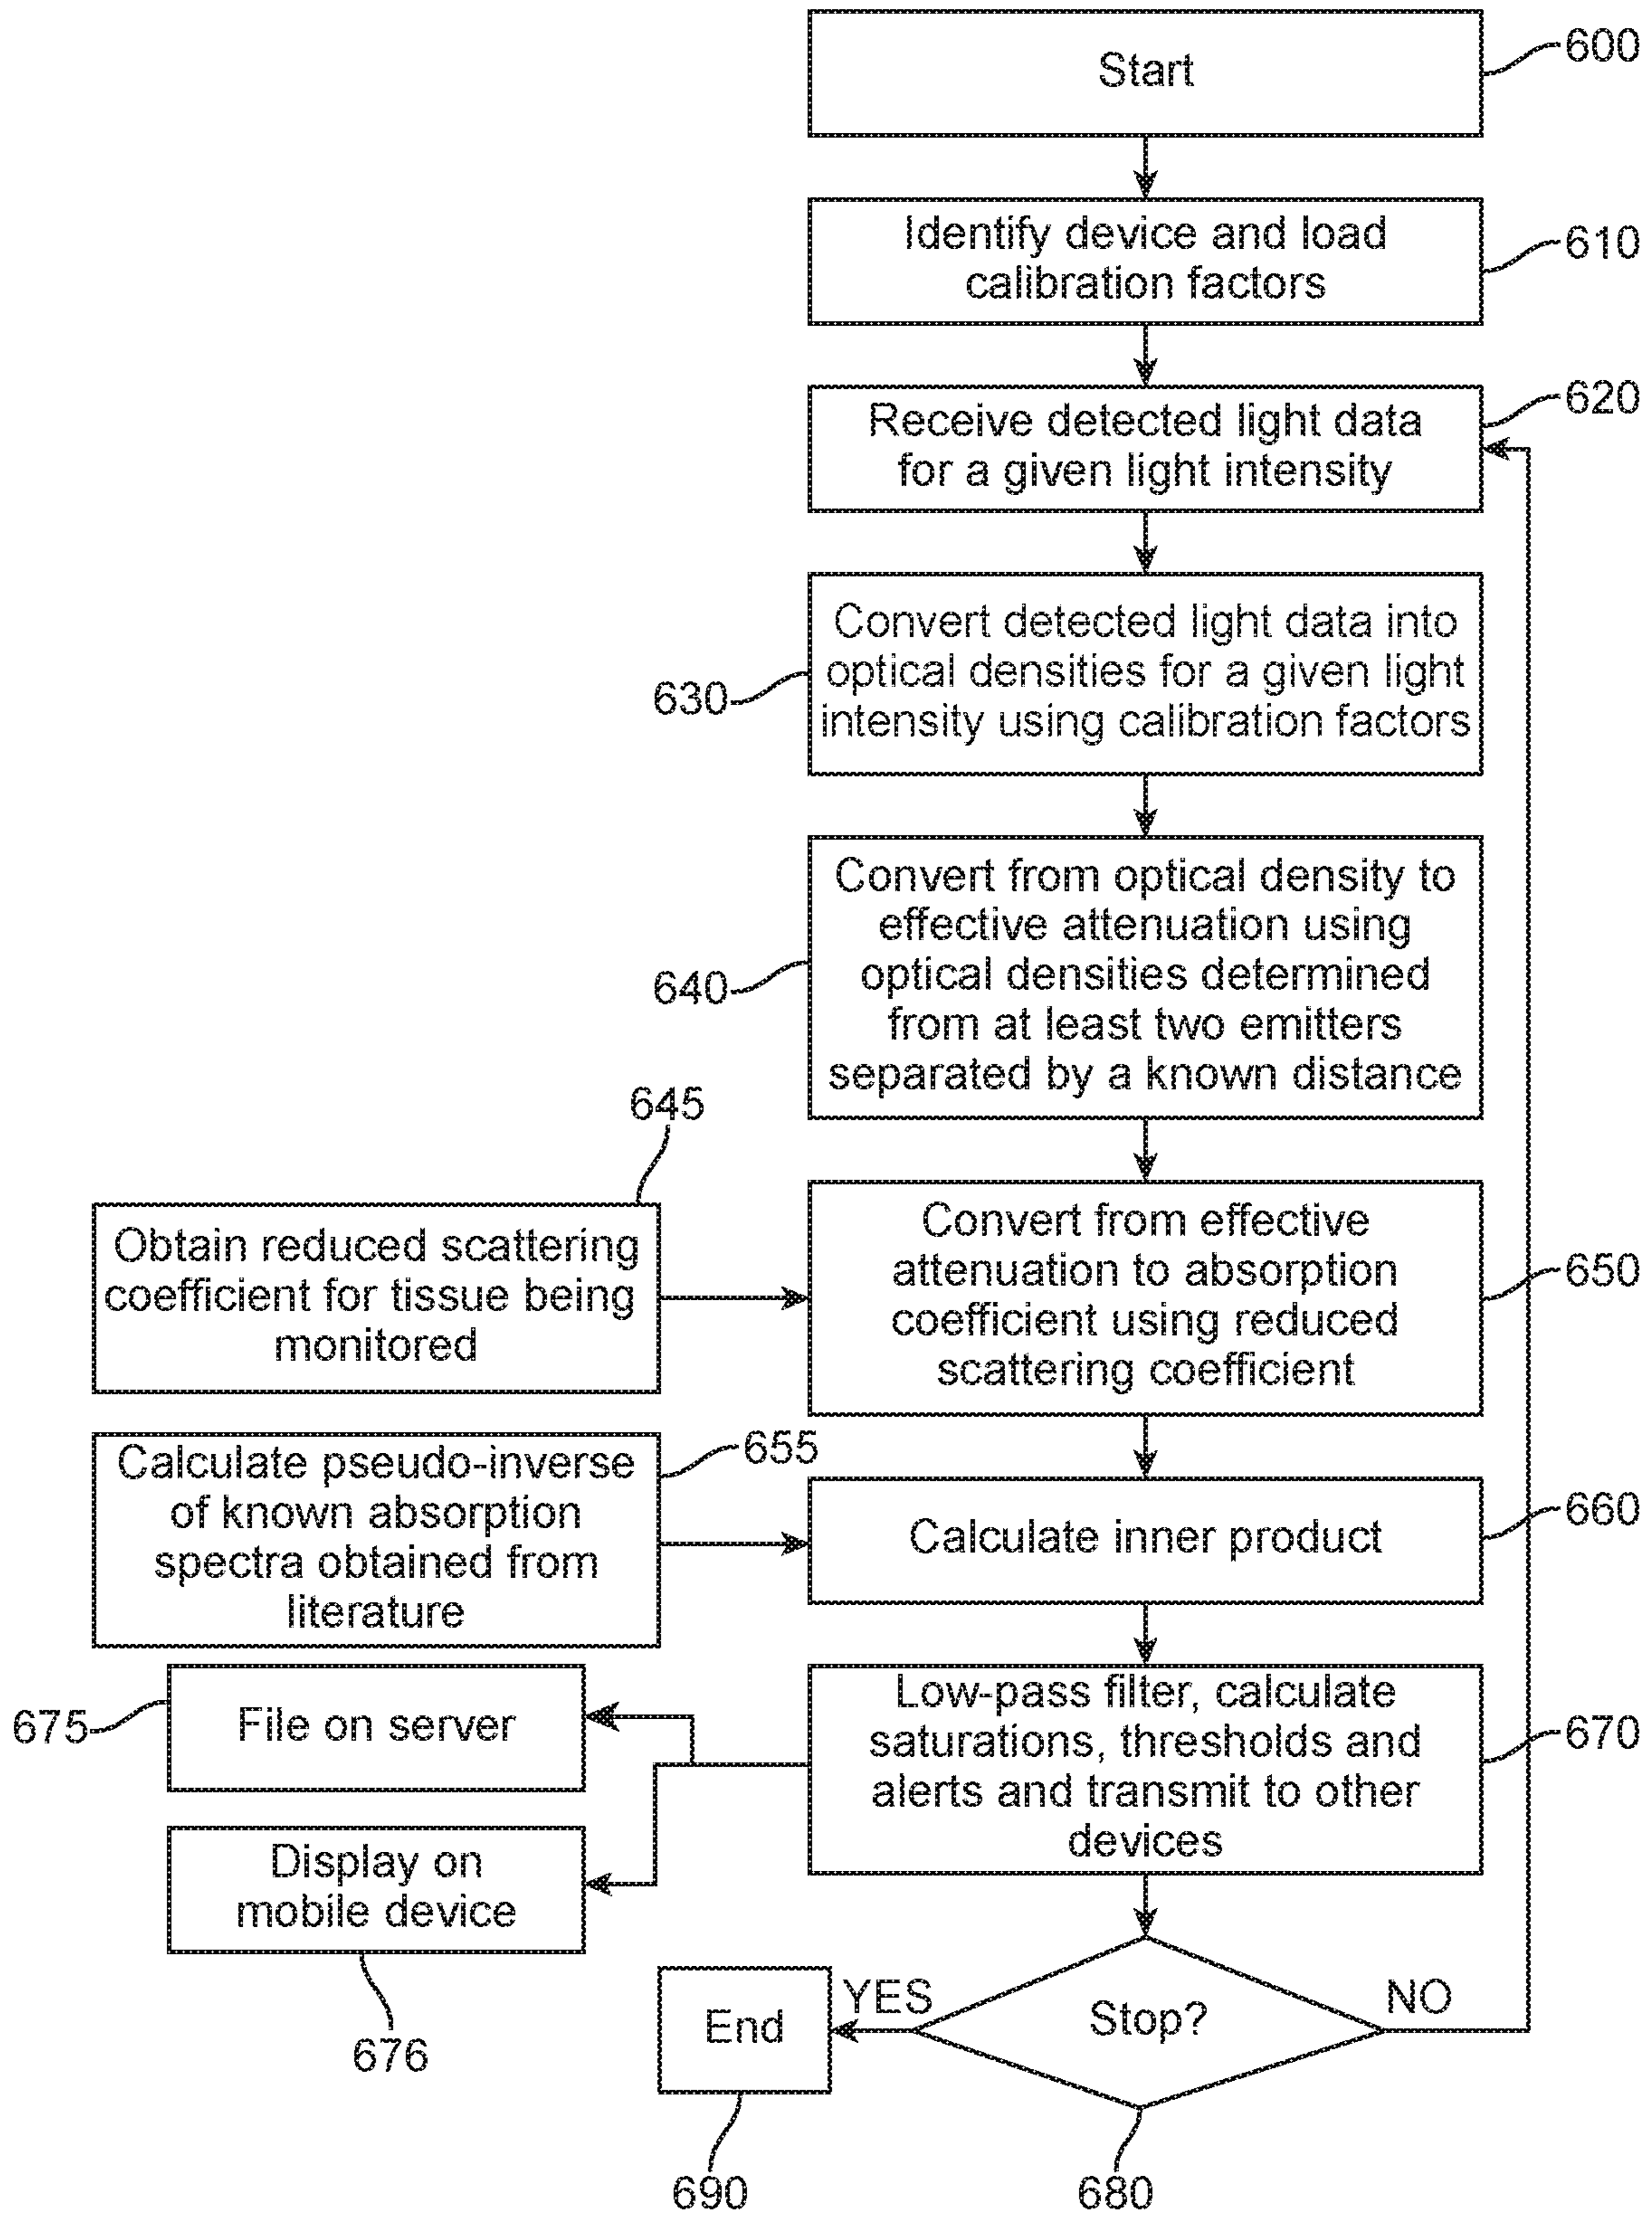 Start
600
Identify device and load
calibration factors
610
Receive detected light data
for a given light intensity
620
Convert detected light data into
optical densities for a given light
intensity using calibration factors
630
Convert from optical density to
effective attenuation using
optical densities determined
from at least two emitters
separated by a known distance
640
645
Obtain reduced scattering
coefficient for tissue being
monitored
Convert from effective
attenuation to absorption
coefficient using reduced
scattering coefficient
650
Calculate pseudo-inverse
of known absorption
spectra obtained from
literature
655
Calculate inner product
660
Low-pass filter, calculate
saturations, thresholds and
alerts and transmit to other
devices
670
675
File on server
Display on
mobile device
676
Stop?
YES
NO
End
690
680